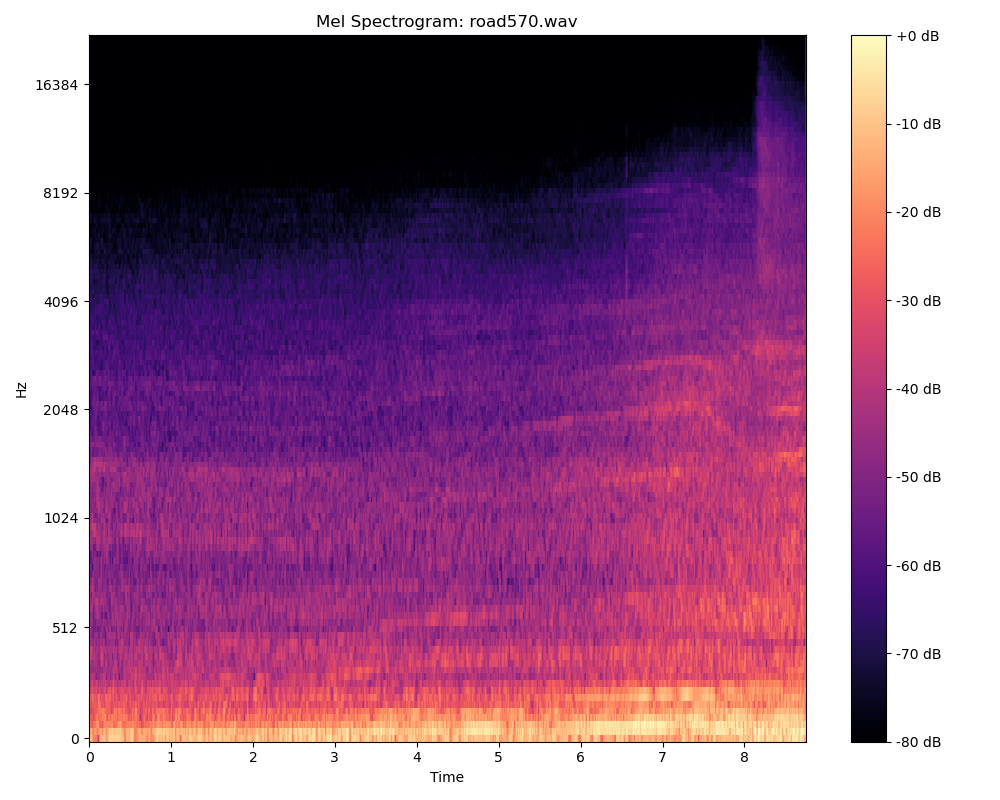 Mel Spectrogram: road570.wav
Hz
16384
8192
4096
2048
1024
512
0
0 1 2 3 4 5 6 7 8
Time
+0 dB
-10 dB
-20 dB
-30 dB
-40 dB
-50 dB
-60 dB
-70 dB
-80 dB